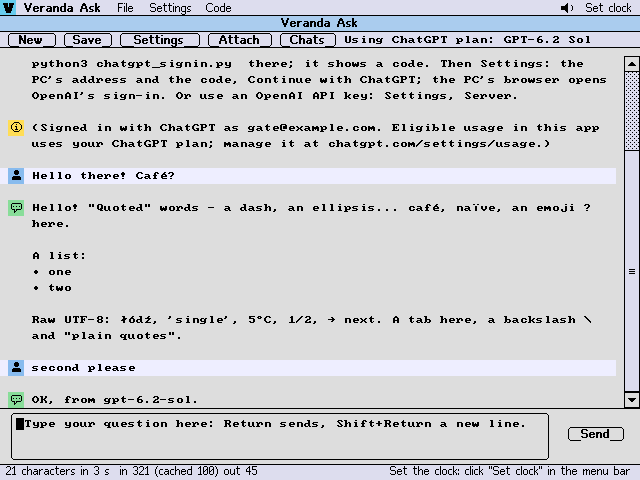 V Veranda Ask File Settings Code Set clock
Veranda Ask
New Save Settings Attach Chats Using ChatGPT plan: GPT-6.2 Sol
python3 chatgpt_signin.py  there; it shows a code. Then Settings: the
PC's address and the code, Continue with ChatGPT; the PC's browser opens
OpenAI's sign-in. Or use an OpenAI API key: Settings, Server.
(Signed in with ChatGPT as gate@example.com. Eligible usage in this app
uses your ChatGPT plan; manage it at chatgpt.com/settings/usage.)
Hello there! Café?
Hello! "Quoted" words – a dash, an ellipsis... café, naïve, an emoji ?
here.
A list:
• one
• two
Raw UTF-8: łódź, 'single', 5°C, 1/2, → next. A tab here, a backslash \
and "plain quotes".
second please
OK, from gpt-6.2-sol.
Type your question here: Return sends, Shift+Return a new line.
Send
21 characters in 3 s  in 321 (cached 100) out 45 Set the clock: click "Set clock" in the menu bar